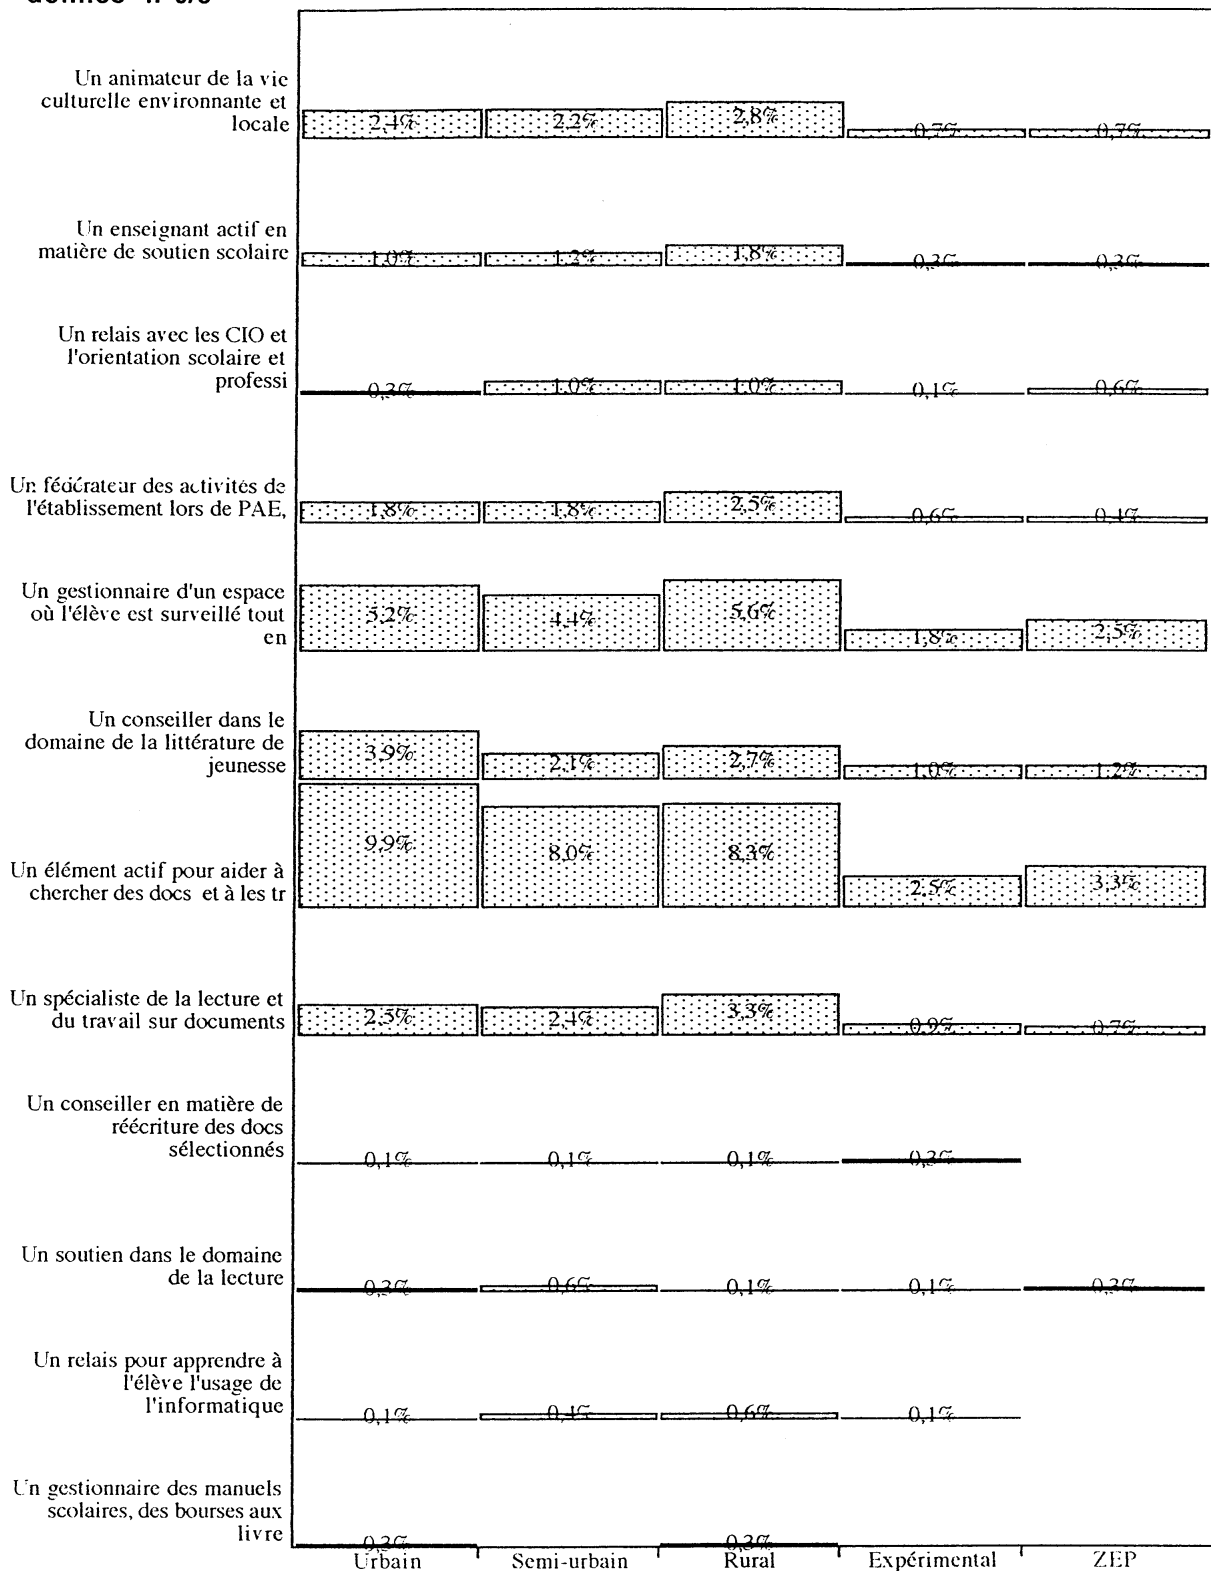 Un animateur de la vie
culturelle environnante et
locale
2,4% 2,2% 2,8% 0,7% 0,7%
Un enseignant actif en
matière de soutien scolaire
1,0% 1,2% 1,8% 0,3% 0,3%
Un relais avec les CIO et
l'orientation scolaire et
professi
0,3% 1,0% 1,0% 0,1% 0,6%
Un fédérateur des activités de
l'établissement lors de PAE,
1,8% 1,8% 2,5% 0,6% 0,4%
Un gestionnaire d'un espace
où l'élève est surveillé tout
en
5,2% 4,4% 5,6% 1,8% 2,5%
Un conseiller dans le
domaine de la littérature de
jeunesse
3,9% 2,1% 2,7% 1,0% 1,2%
Un élément actif pour aider à
chercher des docs et à les tr
9,9% 8,0% 8,3% 2,5% 3,3%
Un spécialiste de la lecture et
du travail sur documents
2,5% 2,4% 3,3% 0,9% 0,7%
Un conseiller en matière de
réécriture des docs
sélectionnés
0,1% 0,1% 0,1% 0,3%
Un soutien dans le domaine
de la lecture
0,3% 0,6% 0,1% 0,1% 0,3%
Un relais pour apprendre à
l'élève l'usage de
l'informatique
0,1% 0,4% 0,6% 0,1%
Un gestionnaire des manuels
scolaires, des bourses aux
livre
0,3% 0,3%
Urbain Semi-urbain Rural Expérimental ZEP